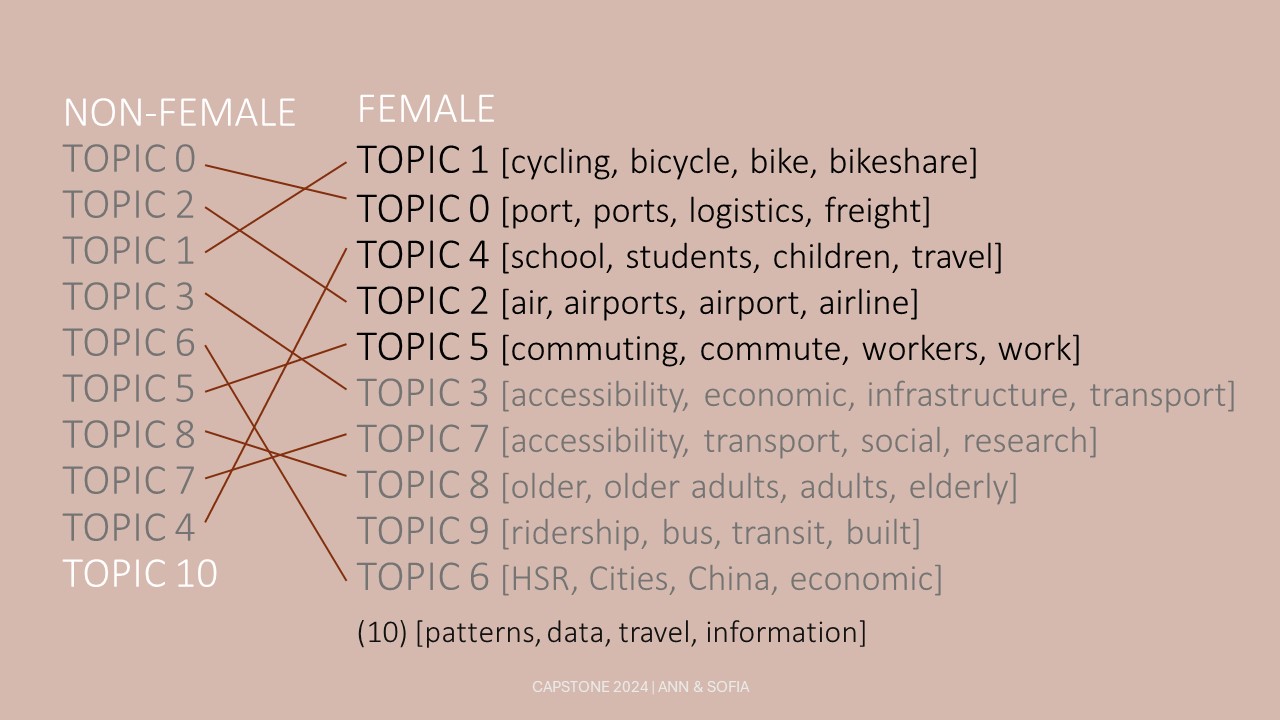 NON-FEMALE
TOPIC 0
TOPIC 2
TOPIC 1
TOPIC 3
TOPIC 6
TOPIC 5
TOPIC 8
TOPIC 7
TOPIC 4
TOPIC 10
FEMALE
TOPIC 1 [cycling, bicycle, bike, bikeshare]
TOPIC 0 [port, ports, logistics, freight]
TOPIC 4 [school, students, children, travel]
TOPIC 2 [air, airports, airport, airline]
TOPIC 5 [commuting, commute, workers, work]
TOPIC 3 [accessibility, economic, infrastructure, transport]
TOPIC 7 [accessibility, transport, social, research]
TOPIC 8 [older, older adults, adults, elderly]
TOPIC 9 [ridership, bus, transit, built]
TOPIC 6 [HSR, Cities, China, economic]
(10) [patterns, data, travel, information]
CAPSTONE 2024 | ANN & SOFIA